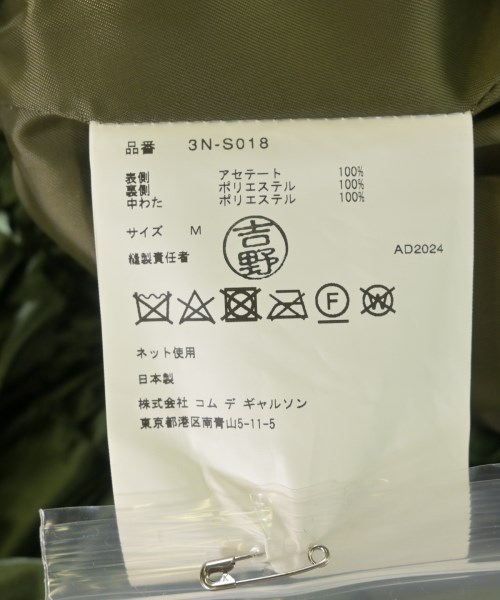 品番 3N-S018
表側 アセテート 100%
裏側 ポリエステル 100%
中わた ポリエステル 100%
サイズ M
縫製責任者 吉野 AD2024
F W
ネット使用
日本製
株式会社 コム デ ギャルソン
東京都港区南青山5-11-5